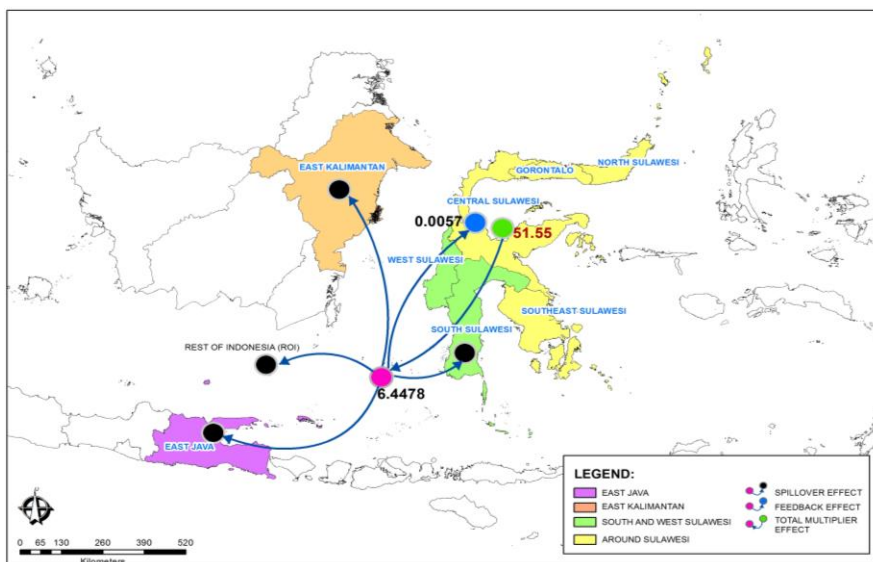 EAST KALIMANTAN
NORTH SULAWESI
GORONTALO
CENTRAL SULAWESI
0.0057
51.55
WEST SULAWESI
SOUTHEAST SULAWESI
SOUTH SULAWESI
REST OF INDONESIA (ROI)
6.4478
EAST JAVA
LEGEND:
EAST JAVA
EAST KALIMANTAN
SOUTH AND WEST SULAWESI
AROUND SULAWESI
SPILLOVER EFFECT
FEEDBACK EFFECT
TOTAL MULTIPLIER
EFFECT
0 65 130 260 390 520
Kilometers